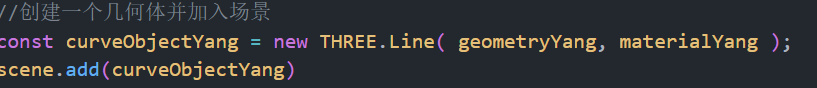 //创建一个几何体并加入场景
const curveObjectYang = new THREE.Line( geometryYang, materialYang );
scene.add(curveObjectYang)